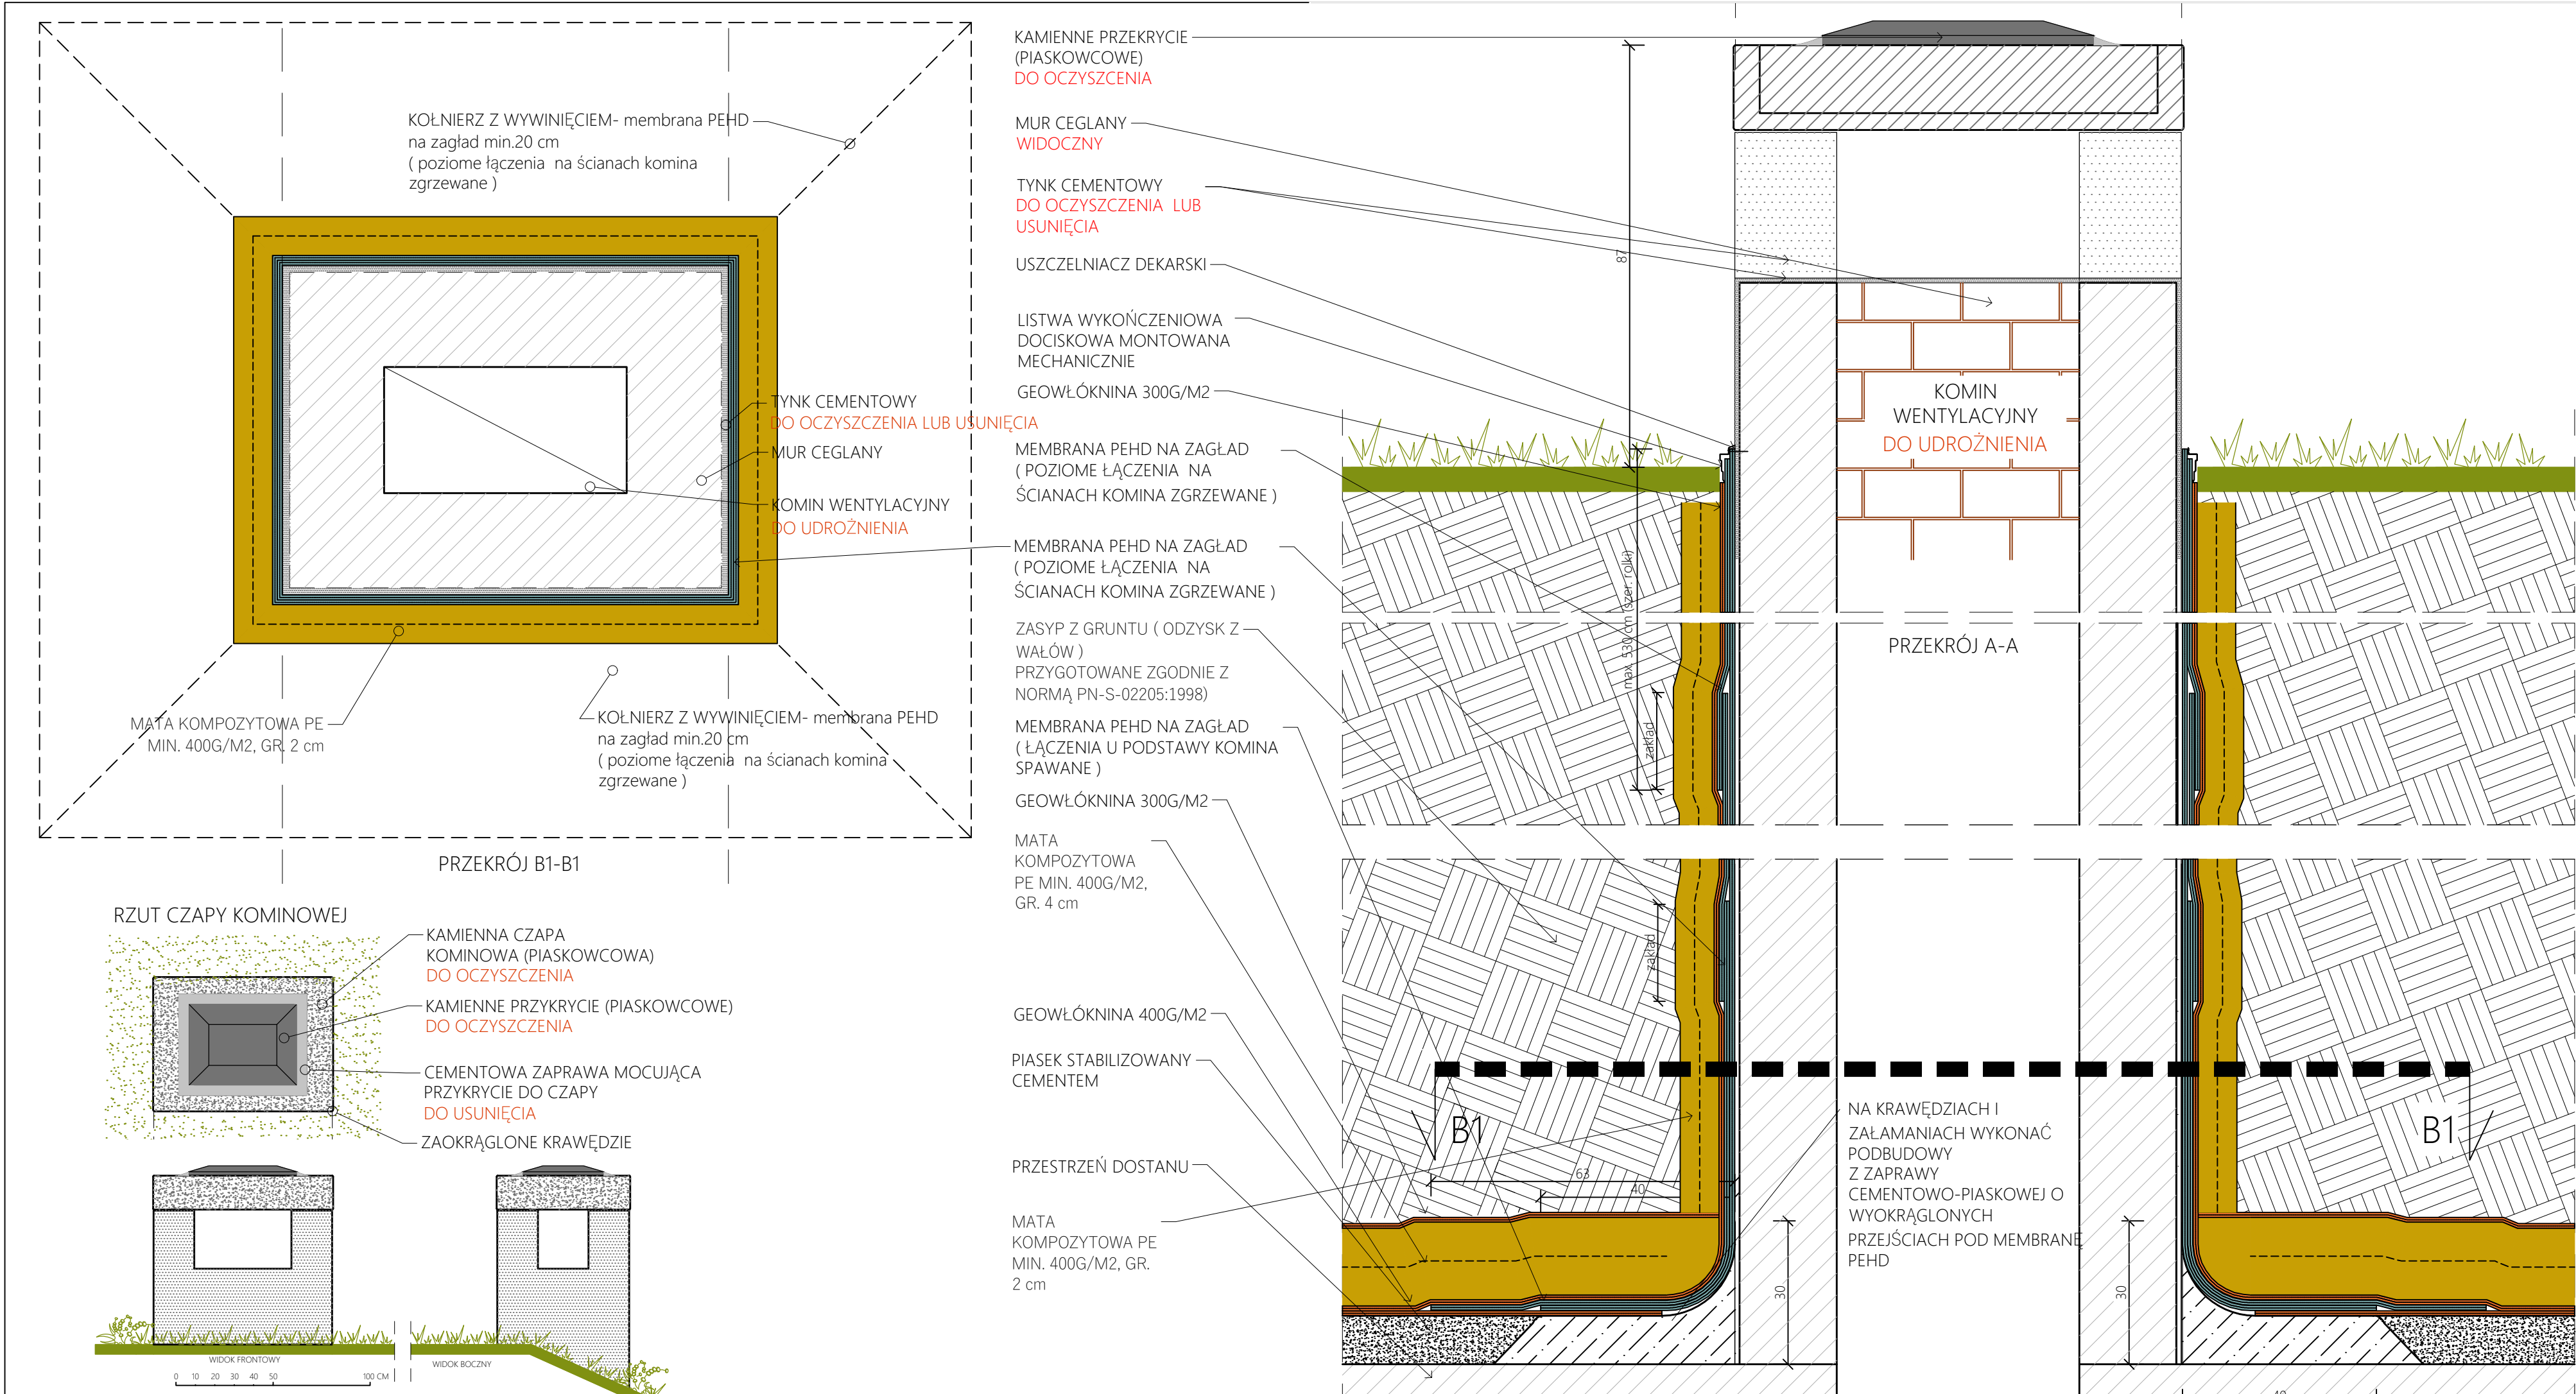 KOŁNIERZ Z WYWINIĘCIEM- membrana PEHD
na zagład min.20 cm
( poziome łączenia  na ścianach komina
zgrzewane )
TYNK CEMENTOWY
DO OCZYSZCZENIA LUB USUNIĘCIA
MUR CEGLANY
KOMIN WENTYLACYJNY
DO UDROŻNIENIA
MATA KOMPOZYTOWA PE
MIN. 400G/M2, GR. 2 cm
KOŁNIERZ Z WYWINIĘCIEM- membrana PEHD
na zagład min.20 cm
( poziome łączenia  na ścianach komina
zgrzewane )
PRZEKRÓJ B1-B1
RZUT CZAPY KOMINOWEJ
KAMIENNA CZAPA
KOMINOWA (PIASKOWCOWA)
DO OCZYSZCZENIA
KAMIENNE PRZYKRYCIE (PIASKOWCOWE)
DO OCZYSZCZENIA
CEMENTOWA ZAPRAWA MOCUJĄCA
PRZYKRYCIE DO CZAPY
DO USUNIĘCIA
ZAOKRĄGLONE KRAWĘDZIE
WIDOK FRONTOWY
WIDOK BOCZNY
0 10 20 30 40 50 100 CM
KAMIENNE PRZEKRYCIE
(PIASKOWCOWE)
DO OCZYSZCENIA
MUR CEGLANY
WIDOCZNY
TYNK CEMENTOWY
DO OCZYSZCZENIA  LUB
USUNIĘCIA
USZCZELNIACZ DEKARSKI
LISTWA WYKOŃCZENIOWA
DOCISKOWA MONTOWANA
MECHANICZNIE
GEOWŁÓKNINA 300G/M2
MEMBRANA PEHD NA ZAGŁAD
( POZIOME ŁĄCZENIA  NA
ŚCIANACH KOMINA ZGRZEWANE )
MEMBRANA PEHD NA ZAGŁAD
( POZIOME ŁĄCZENIA  NA
ŚCIANACH KOMINA ZGRZEWANE )
ZASYP Z GRUNTU ( ODZYSK Z
WAŁÓW )
PRZYGOTOWANE ZGODNIE Z
NORMĄ PN-S-02205:1998)
MEMBRANA PEHD NA ZAGŁAD
( ŁĄCZENIA U PODSTAWY KOMINA
SPAWANE )
GEOWŁÓKNINA 300G/M2
MATA
KOMPOZYTOWA
PE MIN. 400G/M2,
GR. 4 cm
GEOWŁÓKNINA 400G/M2
PIASEK STABILIZOWANY
CEMENTEM
PRZESTRZEŃ DOSTANU
MATA
KOMPOZYTOWA PE
MIN. 400G/M2, GR.
2 cm
87
max. 530 cm (szer. rolki)
zakład
zakład
KOMIN
WENTYLACYJNY
DO UDROŻNIENIA
PRZEKRÓJ A-A
B1
B1
63
40
30
30
NA KRAWĘDZIACH I
ZAŁAMANIACH WYKONAĆ
PODBUDOWY
Z ZAPRAWY
CEMENTOWO-PIASKOWEJ O
WYOKRĄGLONYCH
PRZEJŚCIACH POD MEMBRANĘ
PEHD